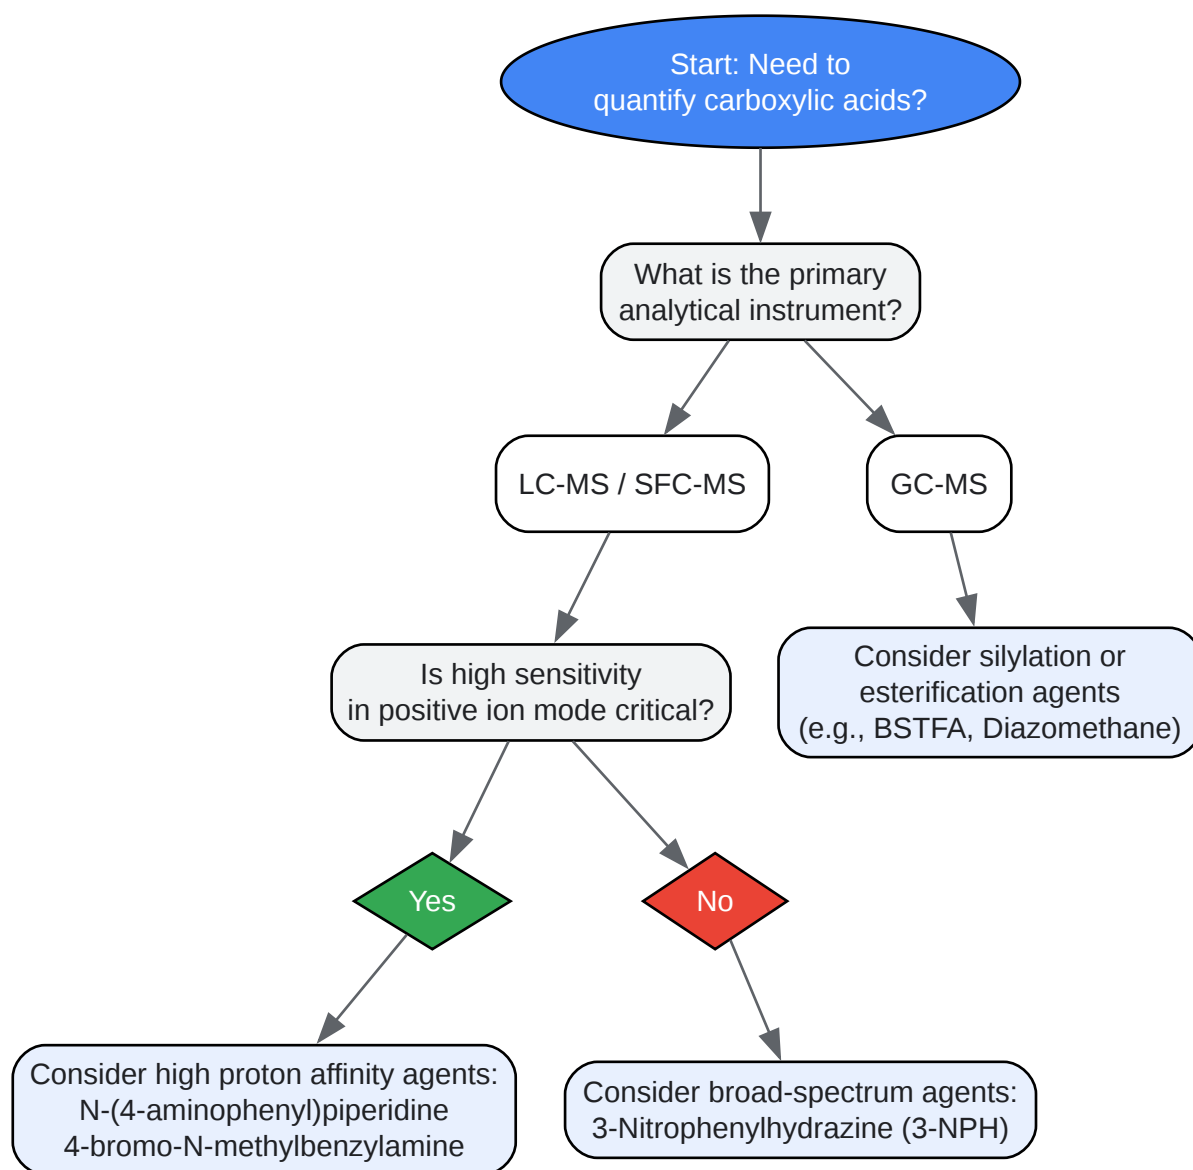 Start: Need to
quantify carboxylic acids?
What is the primary
analytical instrument?
LC-MS / SFC-MS
GC-MS
Is high sensitivity
in positive ion mode critical?
Consider silylation or
esterification agents
(e.g., BSTFA, Diazomethane)
Yes
No
Consider high proton affinity agents:
N-(4-aminophenyl)piperidine
4-bromo-N-methylbenzylamine
Consider broad-spectrum agents:
3-Nitrophenylhydrazine (3-NPH)